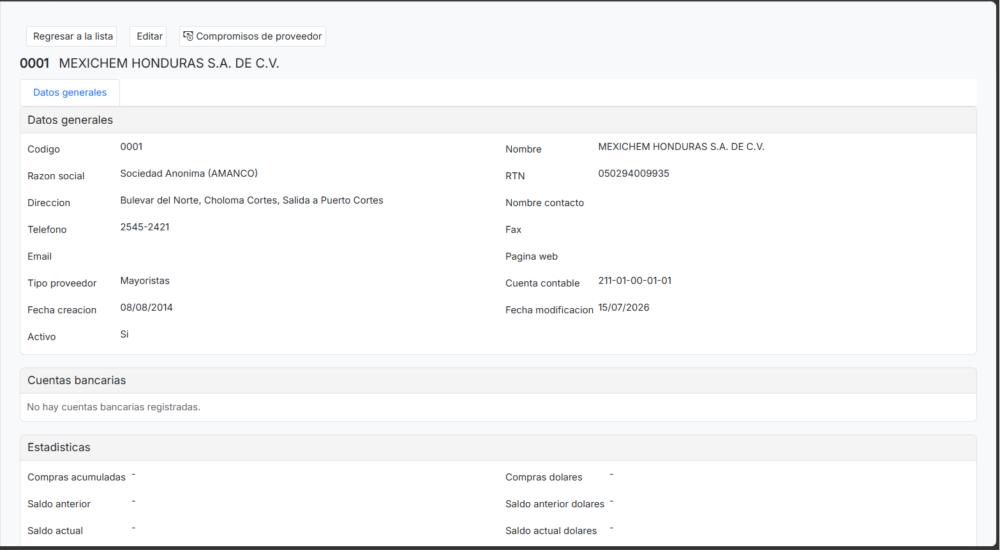 Regresar a la lista Editar Compromisos de proveedor
0001 MEXICHEM HONDURAS S.A. DE C.V.
Datos generales
Datos generales
Codigo 0001 Nombre MEXICHEM HONDURAS S.A. DE C.V.
Razon social Sociedad Anonima (AMANCO) RTN 050294009935
Direccion Bulevar del Norte, Choloma Cortes, Salida a Puerto Cortes Nombre contacto
Telefono 2545-2421 Fax
Email Pagina web
Tipo proveedor Mayoristas Cuenta contable 211-01-00-01-01
Fecha creacion 08/08/2014 Fecha modificacion 15/07/2026
Activo Si
Cuentas bancarias
No hay cuentas bancarias registradas.
Estadisticas
Compras acumuladas - Compras dolares -
Saldo anterior - Saldo anterior dolares -
Saldo actual - Saldo actual dolares -